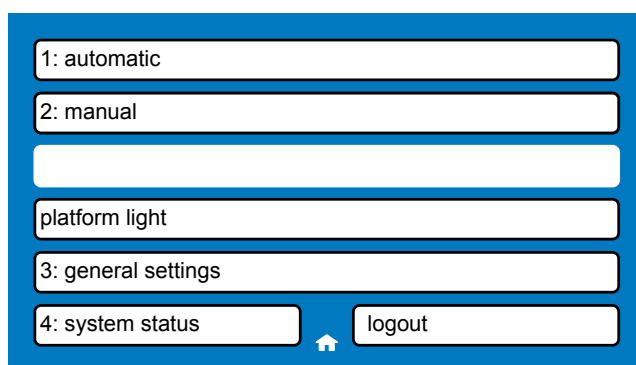 1: automatic
2: manual
platform light
3: general settings
4: system status
logout